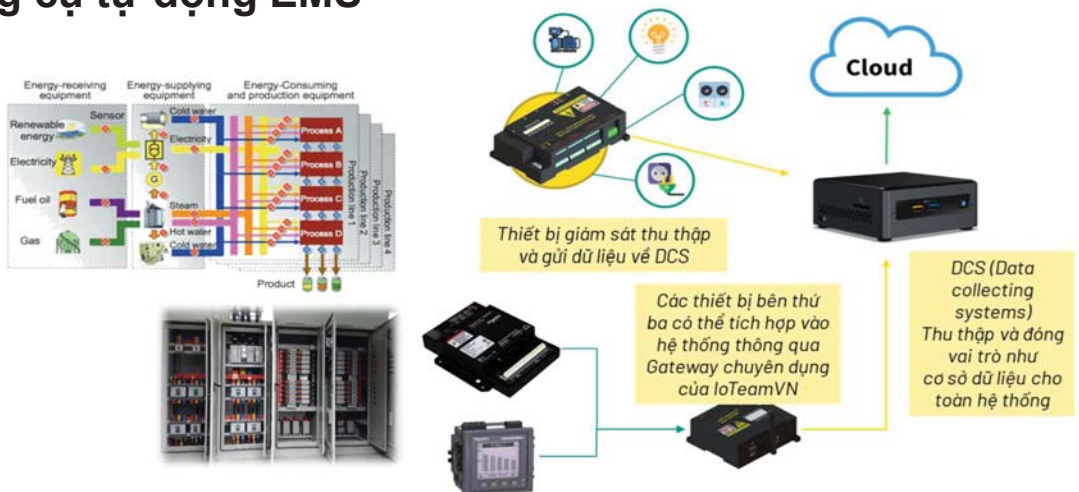 g cụ tự động EMS
Energy-receiving
equipment
Energy-supplying
equipment
Energy-Consuming
and production equipment
Sensor
Cold water
Renewable
energy
Electricity
Electricity
G
Fuel oil
Steam
Hot water
Gas
Cold water
Process A
Process B
Process C
Process D
Production line 1
Production line 2
Production line 3
Production line 4
Product
Cloud
Thiết bị giám sát thu thập
và gửi dữ liệu về DCS
Các thiết bị bên thứ
ba có thể tích hợp vào
hệ thống thông qua
Gateway chuyên dụng
của IoTeamVN
DCS (Data
collecting
systems)
Thu thập và đóng
vai trò như
cơ sở dữ liệu cho
toàn hệ thống